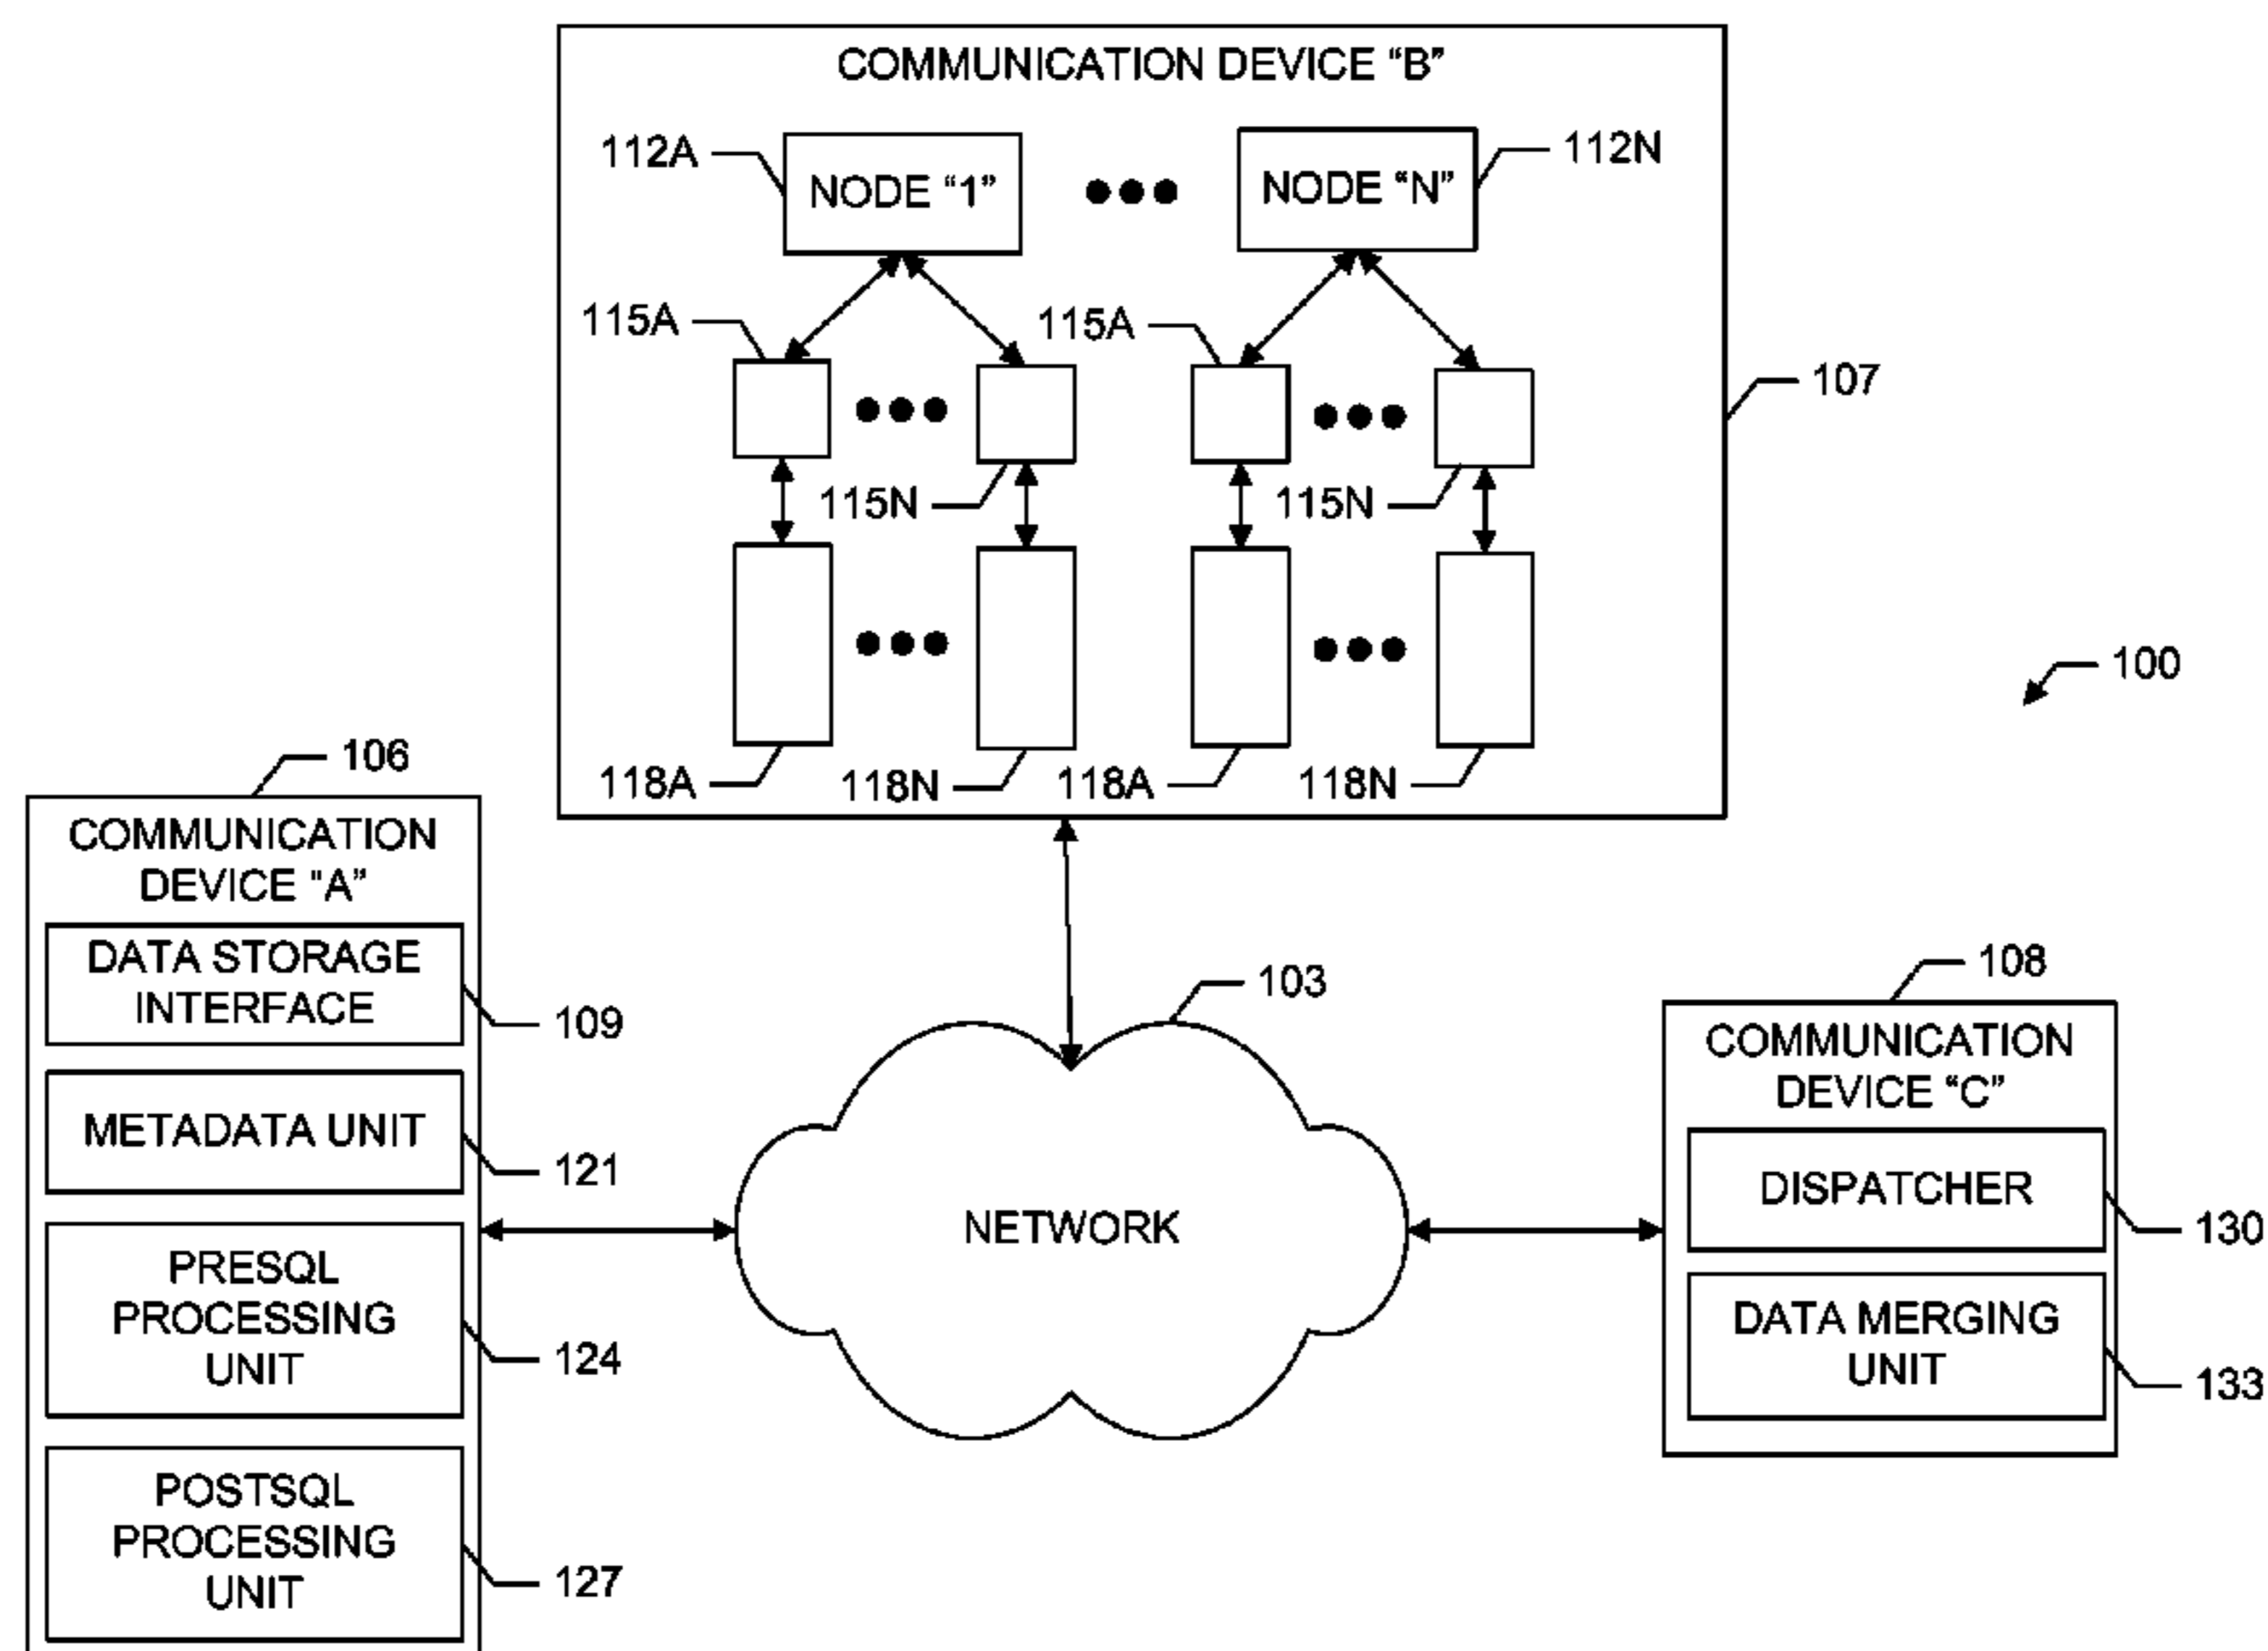 COMMUNICATION DEVICE “B”
112A
NODE “1”
NODE “N”
112N
115A
115A
107
115N
115N
100
118A
118N
118A
118N
106
COMMUNICATION
DEVICE “A”
DATA STORAGE
INTERFACE
109
METADATA UNIT
121
PRESQL
PROCESSING
UNIT
124
POSTSQL
PROCESSING
UNIT
127
103
NETWORK
108
COMMUNICATION
DEVICE “C”
DISPATCHER
130
DATA MERGING
UNIT
133